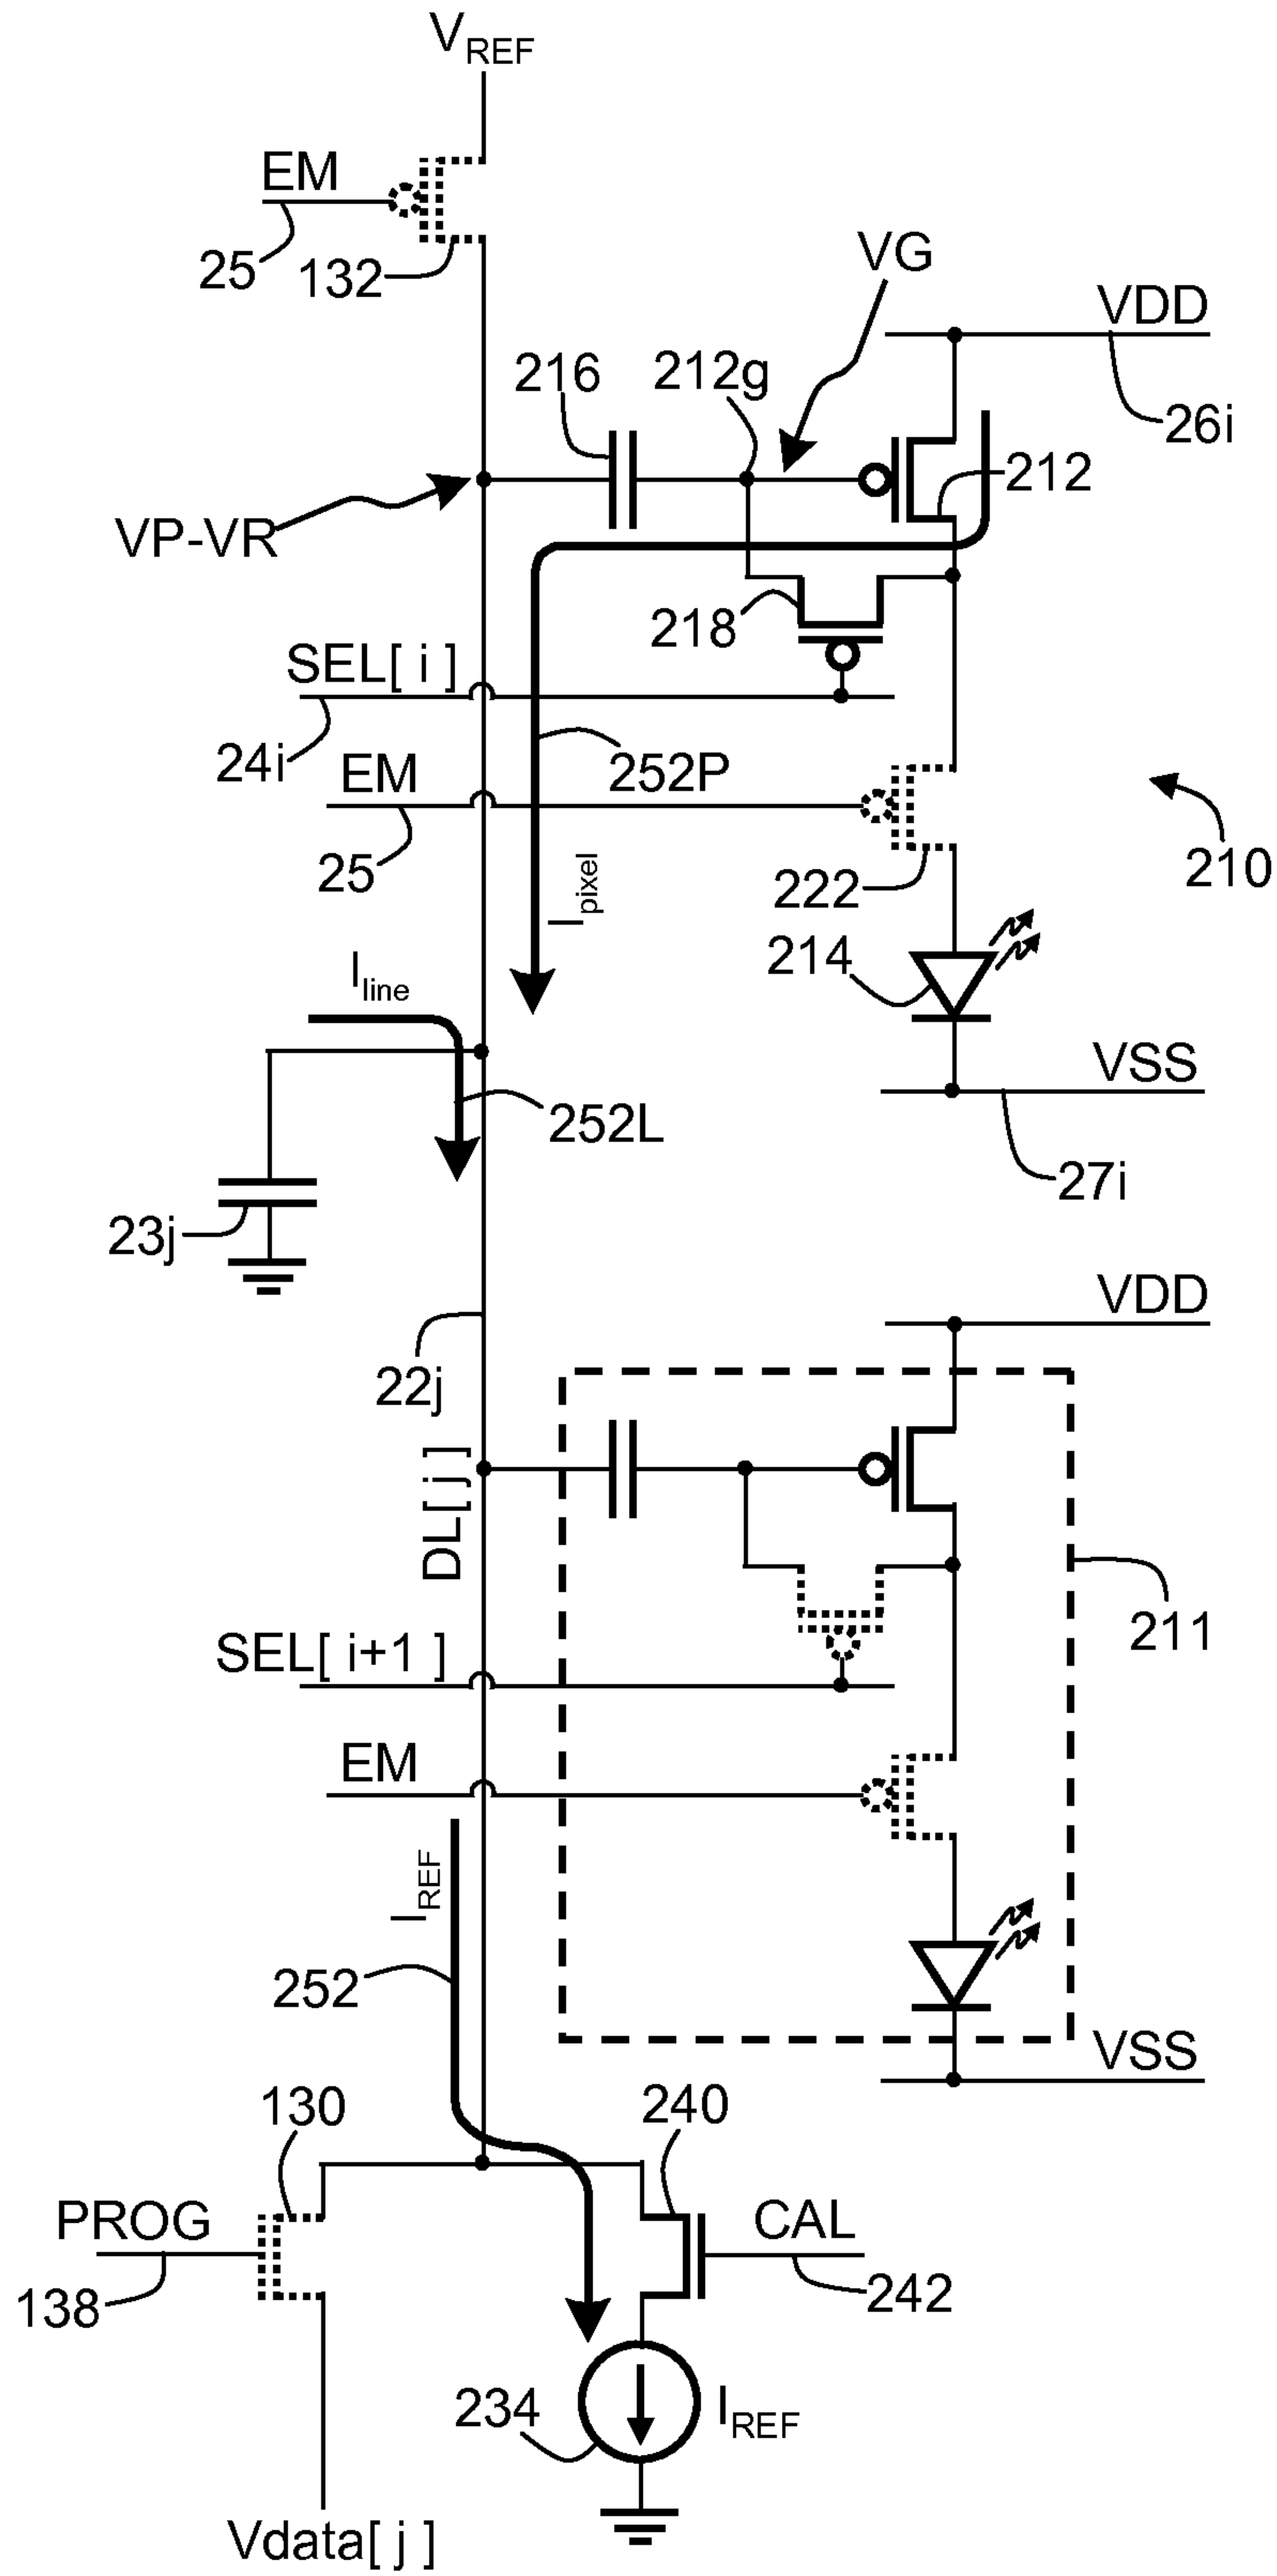 VREF
EM
25
132
VG
VDD
216
212g
26i
212
VP-VR
218
SEL[ i ]
24i
252P
EM
25
210
222
Ipixel
214
Iline
VSS
252L
27i
23j
VDD
22j
DL[ j ]
211
SEL[ i+1 ]
EM
IREF
252
VSS
130
240
PROG
CAL
138
242
234
IREF
Vdata[ j ]